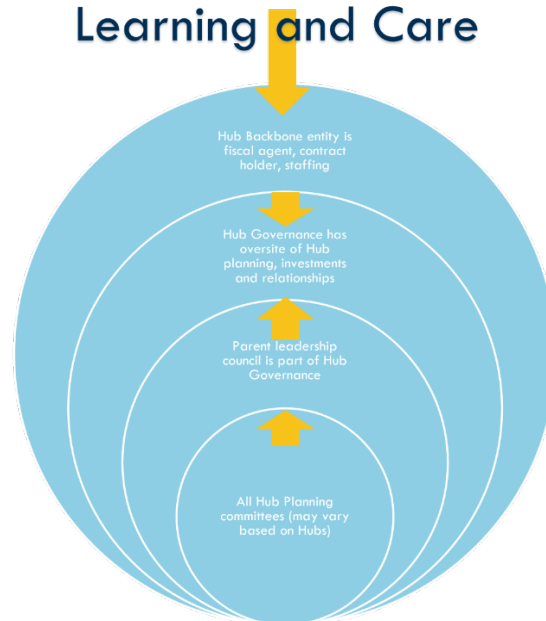 Learning and Care
Hub Backbone entity is
fiscal agent, contract
holder, staffing
Hub Governance has
oversite of Hub
planning, investments
and relationships
Parent leadership
council is part of Hub
Governance
All Hub Planning
committees (may vary
based on Hubs)